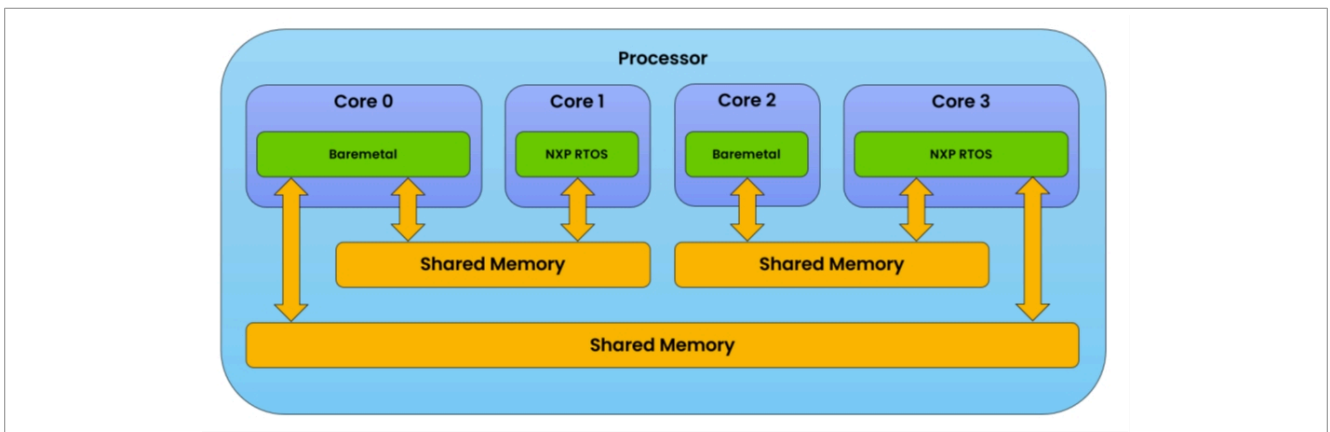 Processor
Core 0
Core 1
Core 2
Core 3
Baremetal
NXP RTOS
Baremetal
NXP RTOS
Shared Memory
Shared Memory
Shared Memory